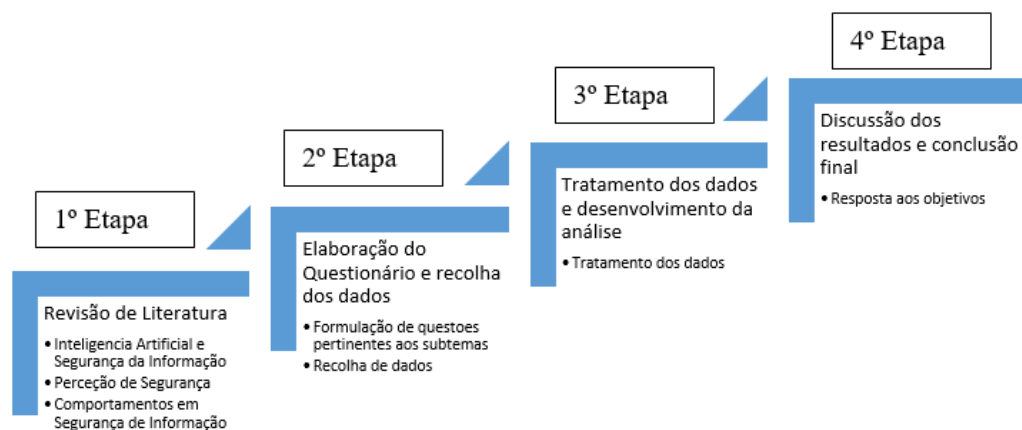 1º Etapa
Revisão de Literatura
• Inteligencia Artificial e
Segurança da Informação
• Perceção de Segurança
• Comportamentos em
Segurança de Informação
2º Etapa
Elaboração do
Questionário e recolha
dos dados
• Formulação de questoes
pertinentes aos subtemas
• Recolha de dados
3º Etapa
Tratamento dos dados
e desenvolvimento da
análise
• Tratamento dos dados
4º Etapa
Discussão dos
resultados e conclusão
final
• Resposta aos objetivos